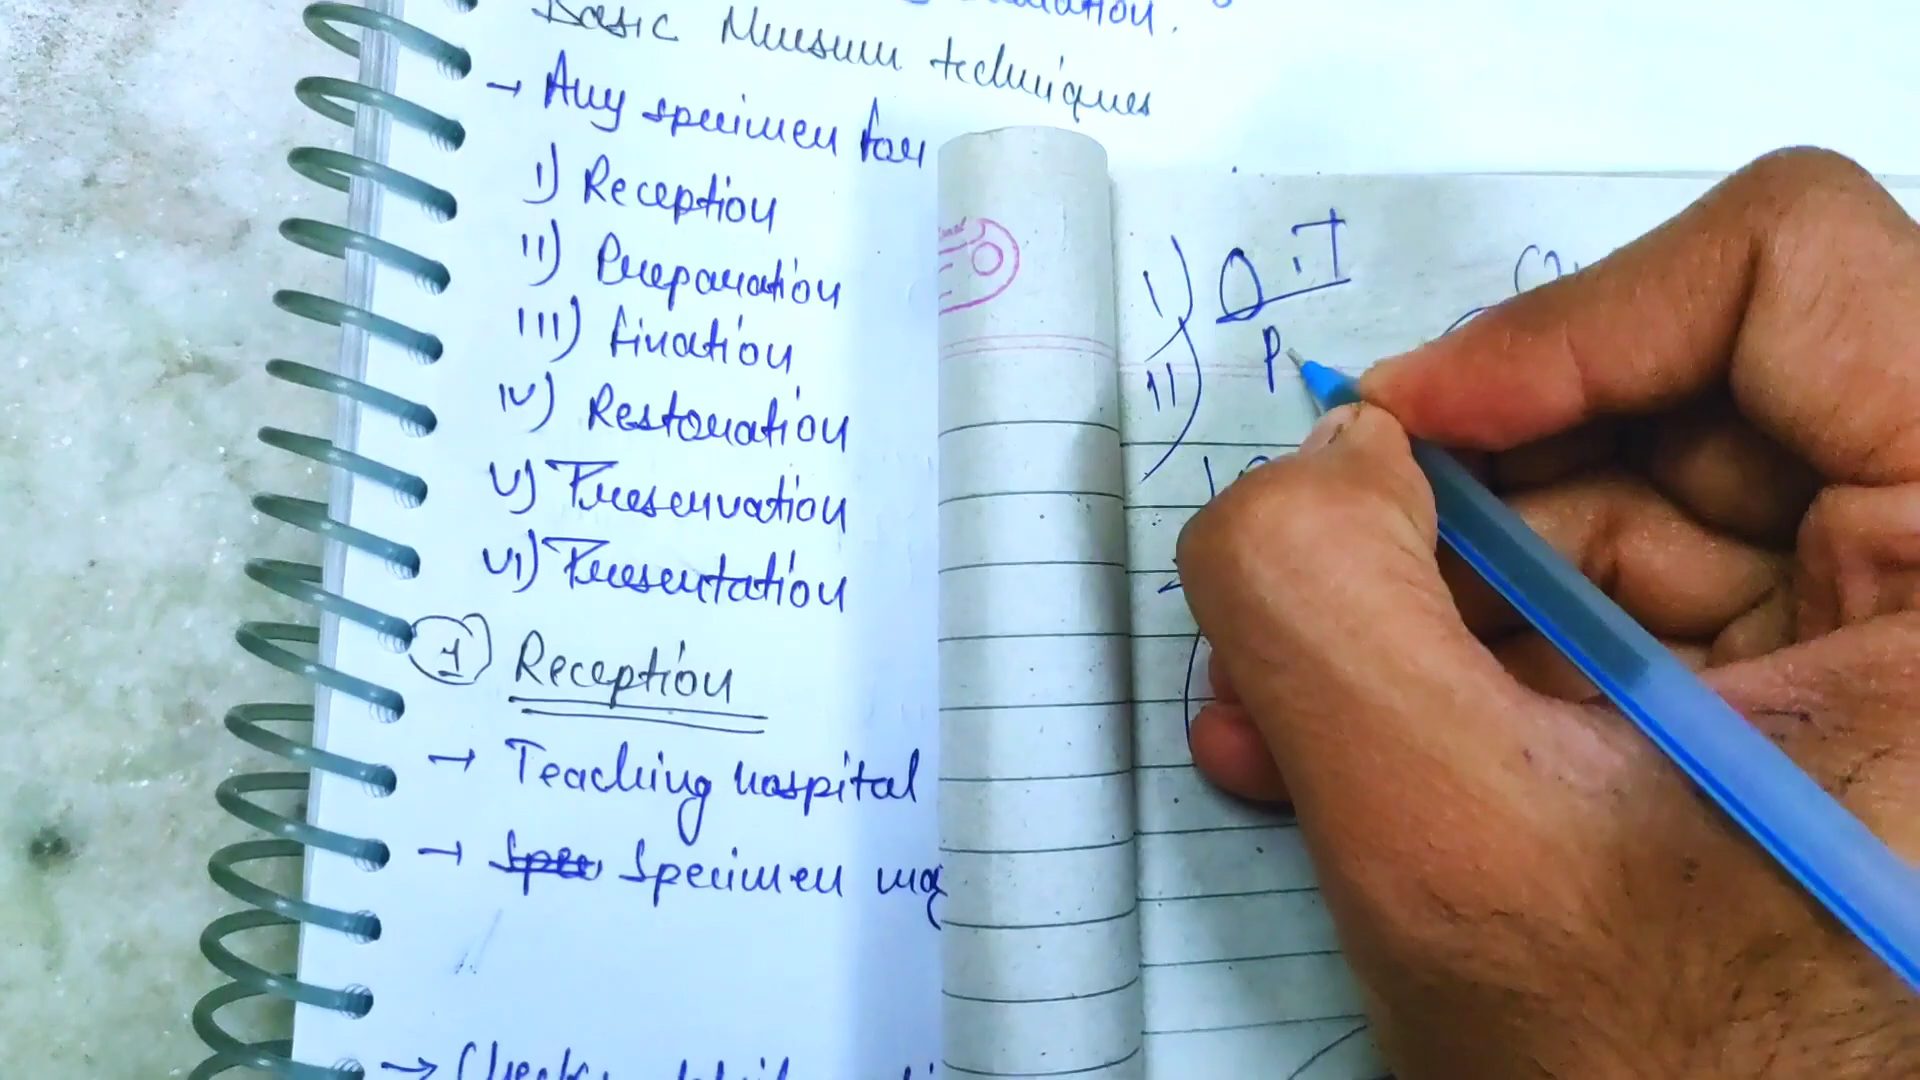 Basic Museum techniques
→ Any specimen for
i) Reception
ii) Preparation
iii) fixation
iv) Restoration
v) Preservation
vi) Presentation
1 Reception
→ Teaching hospital
→ specimen
i) O.I
ii) P